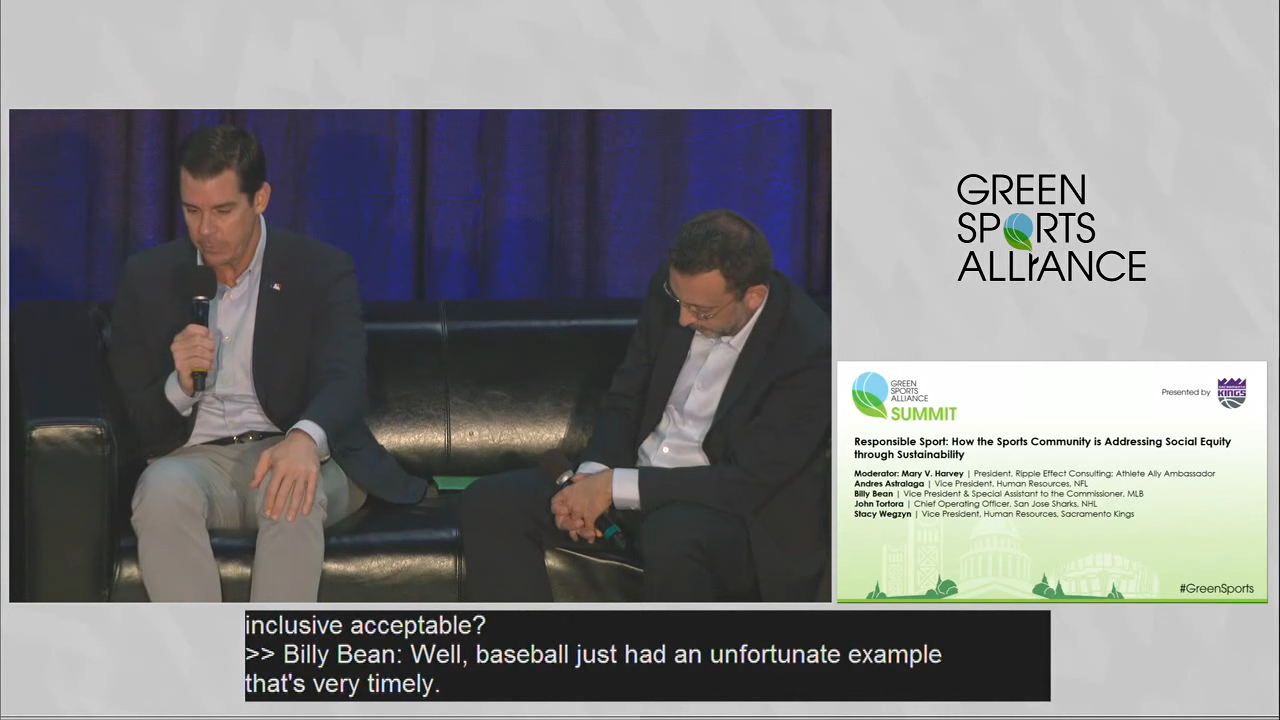 GREEN
SPORTS
ALLIANCE
GREEN
SPORTS
ALLIANCE
SUMMIT
Presented by
KINGS
Responsible Sport: How the Sports Community is Addressing Social Equity
through Sustainability
Moderator: Mary V. Harvey | President, Ripple Effect Consulting; Athlete Ally Ambassador
Andres Astralaga | Vice President, Human Resources, NFL
Billy Bean | Vice President & Special Assistant to the Commissioner, MLB
John Tortora | Chief Operating Officer, San Jose Sharks, NHL
Stacy Wegzyn | Vice President, Human Resources, Sacramento Kings
#GreenSports
inclusive acceptable?
>> Billy Bean: Well, baseball just had an unfortunate example
that's very timely.